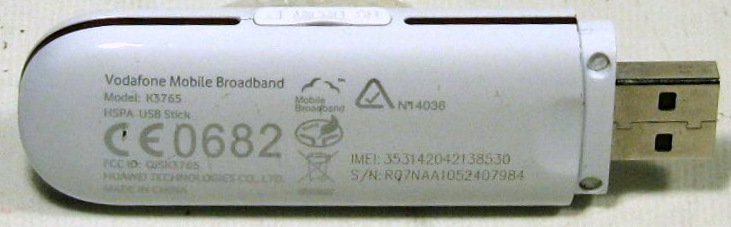 Vodafone Mobile Broadband
Model: K3765
HSPA USB Stick
CE0682
FCC ID: QISK3765
HUAWEI TECHNOLOGIES CO., LTD.
MADE IN CHINA
Mobile
Broadband
N14036
IMEI: 353142042138530
S/N: RQ7NAA1052407984